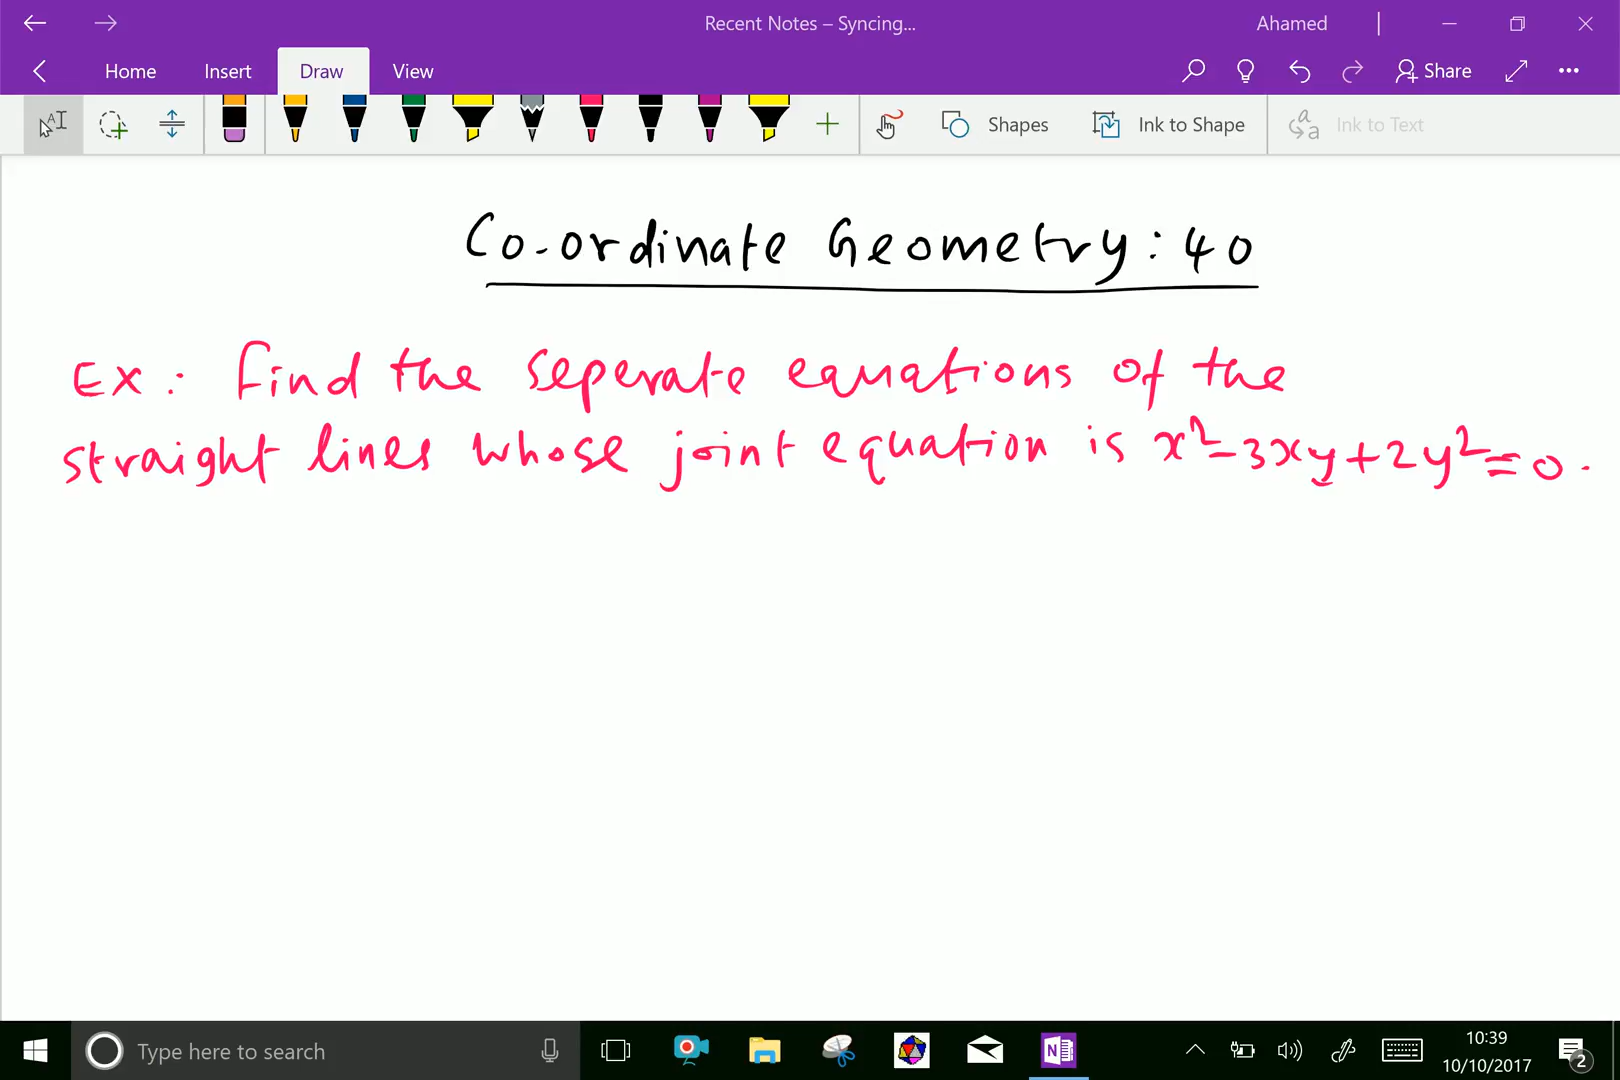 Recent Notes – Syncing...
Ahamed
Home Insert Draw View
Share
Shapes Ink to Shape Ink to Text
Co-ordinate Geometry: 40
Ex: Find the seperate equations of the
straight lines whose joint equation is x²-3xy+2y²=0.
Type here to search
10:39
10/10/2017
2